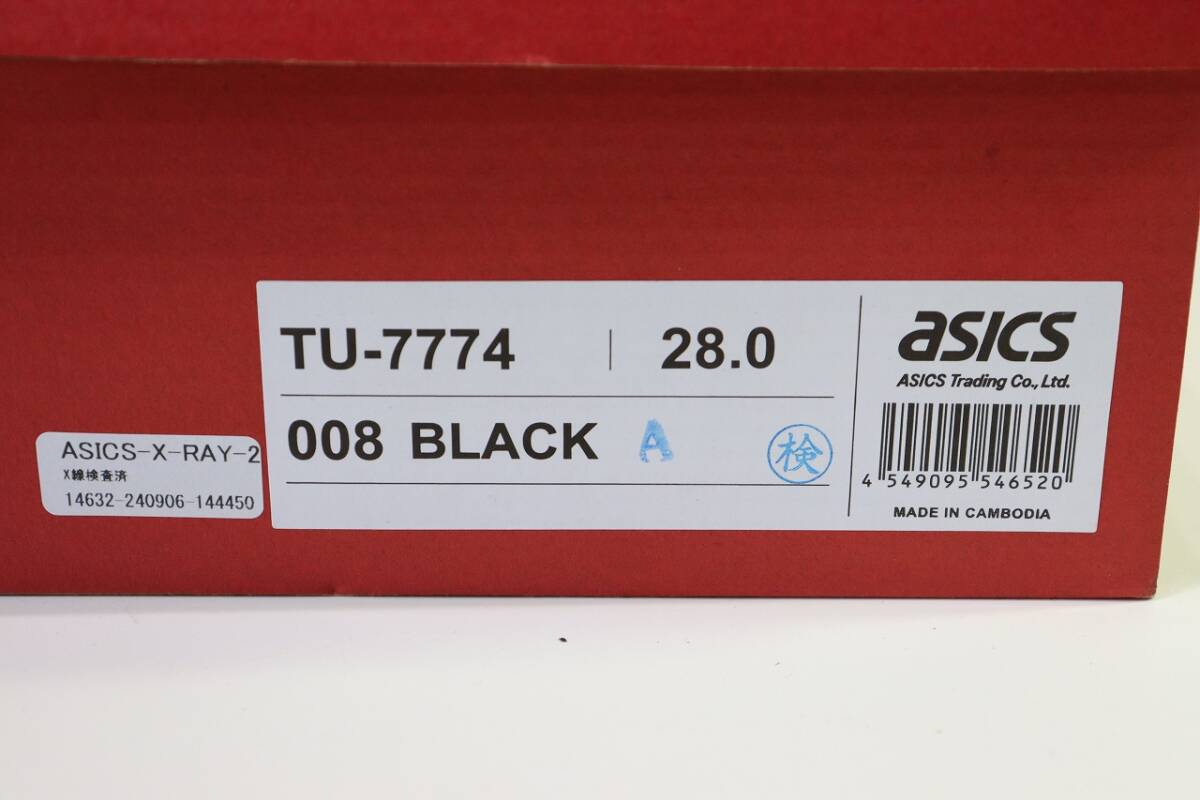 TU-7774 | 28.0
008 BLACK A 検
asics
ASICS Trading Co., Ltd.
4 549095 546520
MADE IN CAMBODIA
ASICS-X-RAY-2
X線検査済
14632-240906-144450